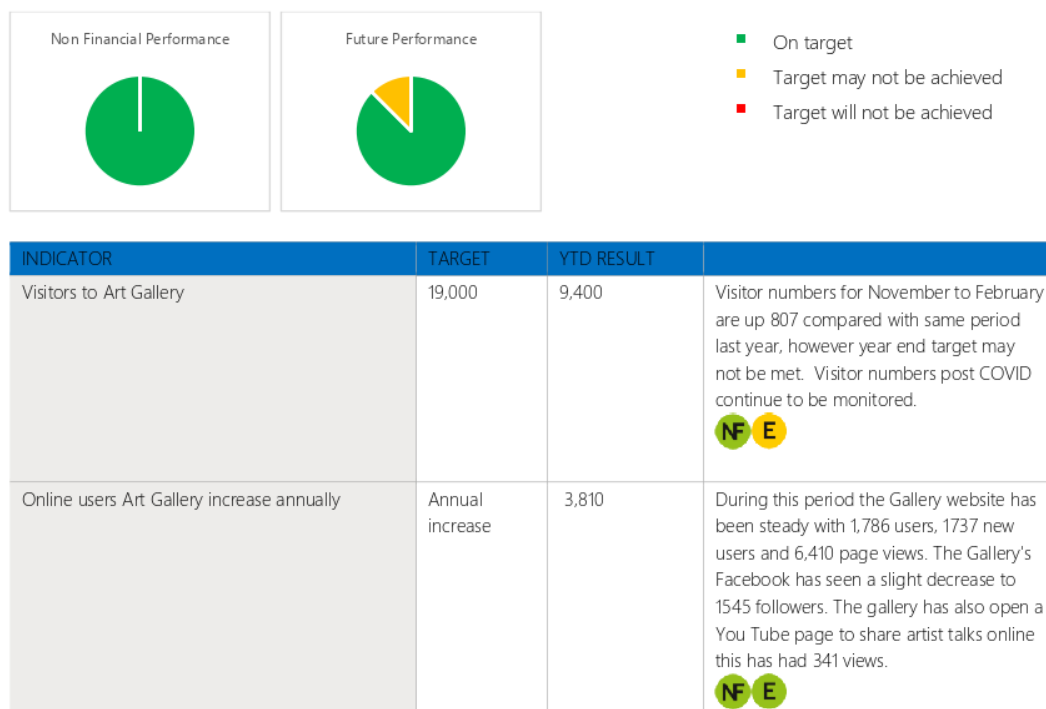 Non Financial Performance
Future Performance
On target
Target may not be achieved
Target will not be achieved
INDICATOR TARGET YTD RESULT
Visitors to Art Gallery 19,000 9,400 Visitor numbers for November to February
are up 807 compared with same period
last year, however year end target may
not be met. Visitor numbers post COVID
continue to be monitored.
NF E
Online users Art Gallery increase annually Annual 3,810 During this period the Gallery website has
increase been steady with 1,786 users, 1737 new
users and 6,410 page views. The Gallery's
Facebook has seen a slight decrease to
1545 followers. The gallery has also open a
You Tube page to share artist talks online
this has had 341 views.
NF E